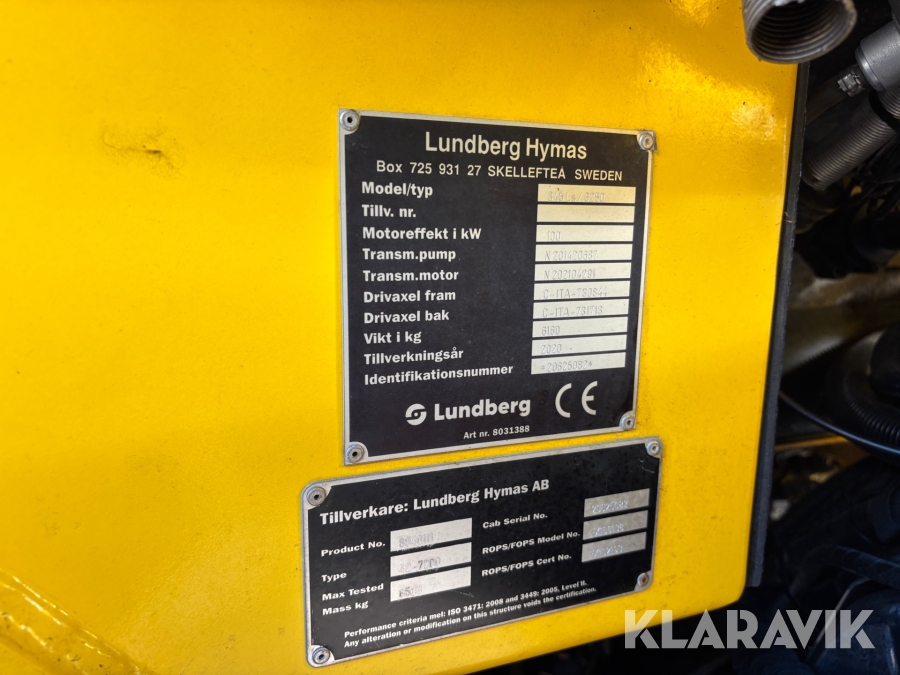 Lundberg Hymas
Box 725 931 27 SKELLEFTEÅ SWEDEN
Model/typ
Tillv. nr.
Motoreffekt i kW 100
Transm.pump
Transm.motor
Drivaxel fram
Drivaxel bak
Vikt i kg 6160
Tillverkningsår 2020
Identifikationsnummer
Lundberg CE
Art nr. 8031388
Tillverkare: Lundberg Hymas AB
Product No.
Type
Max Tested
Mass kg
Cab Serial No.
ROPS/FOPS Model No.
ROPS/FOPS Cert No.
Performance criteria met: ISO 3471: 2008 and 3449: 2005, Level II.
Any alteration or modification on this structure voids the certification.
KLARAVIK